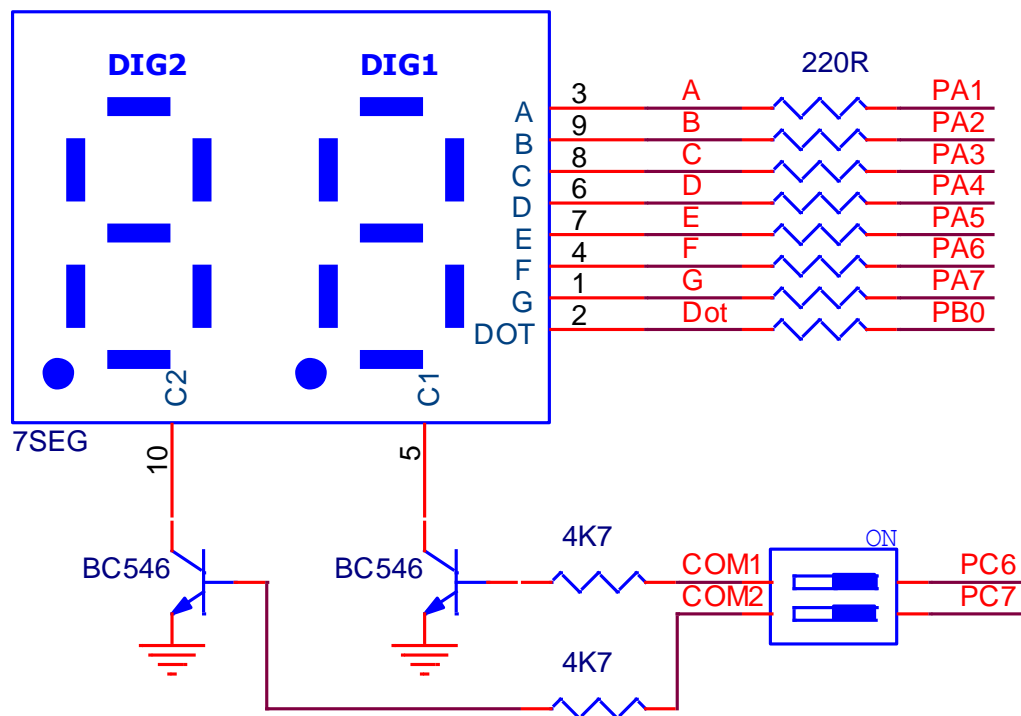 DIG2 DIG1 220R
A 3 A PA1
B 9 B PA2
C 8 C PA3
D 6 D PA4
E 7 E PA5
F 4 F PA6
G 1 G PA7
DOT 2 Dot PB0
C2 C1
7SEG
10 5
4K7 ON
BC546 BC546 COM1 PC6
COM2 PC7
4K7